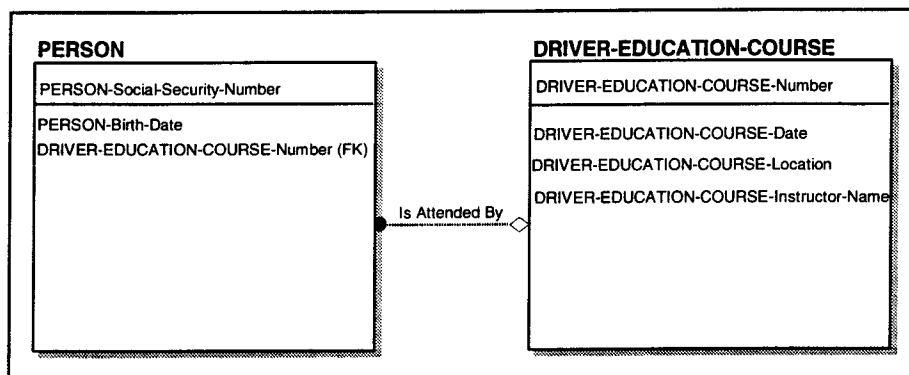 PERSON
PERSON-Social-Security-Number
PERSON-Birth-Date
DRIVER-EDUCATION-COURSE-Number (FK)
Is Attended By
DRIVER-EDUCATION-COURSE
DRIVER-EDUCATION-COURSE-Number
DRIVER-EDUCATION-COURSE-Date
DRIVER-EDUCATION-COURSE-Location
DRIVER-EDUCATION-COURSE-Instructor-Name